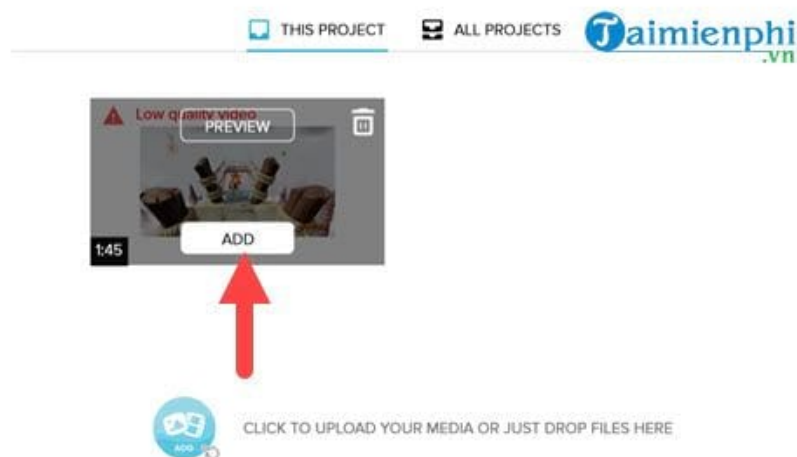 THIS PROJECT
ALL PROJECTS
Taimienphi
.vn
Low quality video
PREVIEW
ADD
1:45
ADD
CLICK TO UPLOAD YOUR MEDIA OR JUST DROP FILES HERE